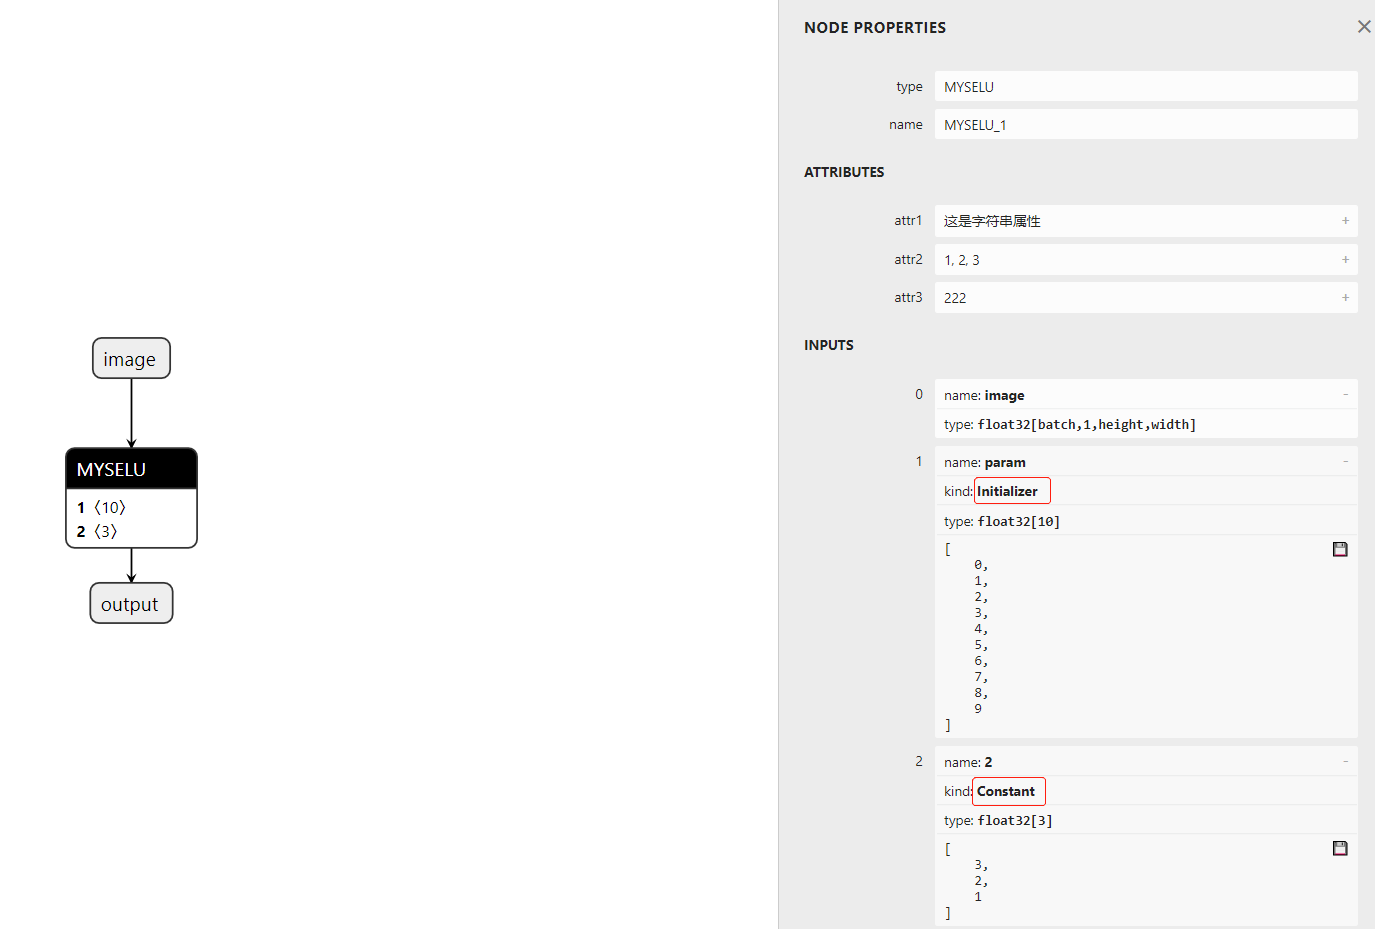 image
MYSELU
1 〈10〉
2 〈3〉
output
NODE PROPERTIES
type MYSELU
name MYSELU_1
ATTRIBUTES
attr1 这是字符串属性 +
attr2 1, 2, 3 +
attr3 222 +
INPUTS
0 name: image -
type: float32[batch,1,height,width]
1 name: param -
kind: Initializer
type: float32[10]
[
0,
1,
2,
3,
4,
5,
6,
7,
8,
9
]
2 name: 2 -
kind: Constant
type: float32[3]
[
3,
2,
1
]